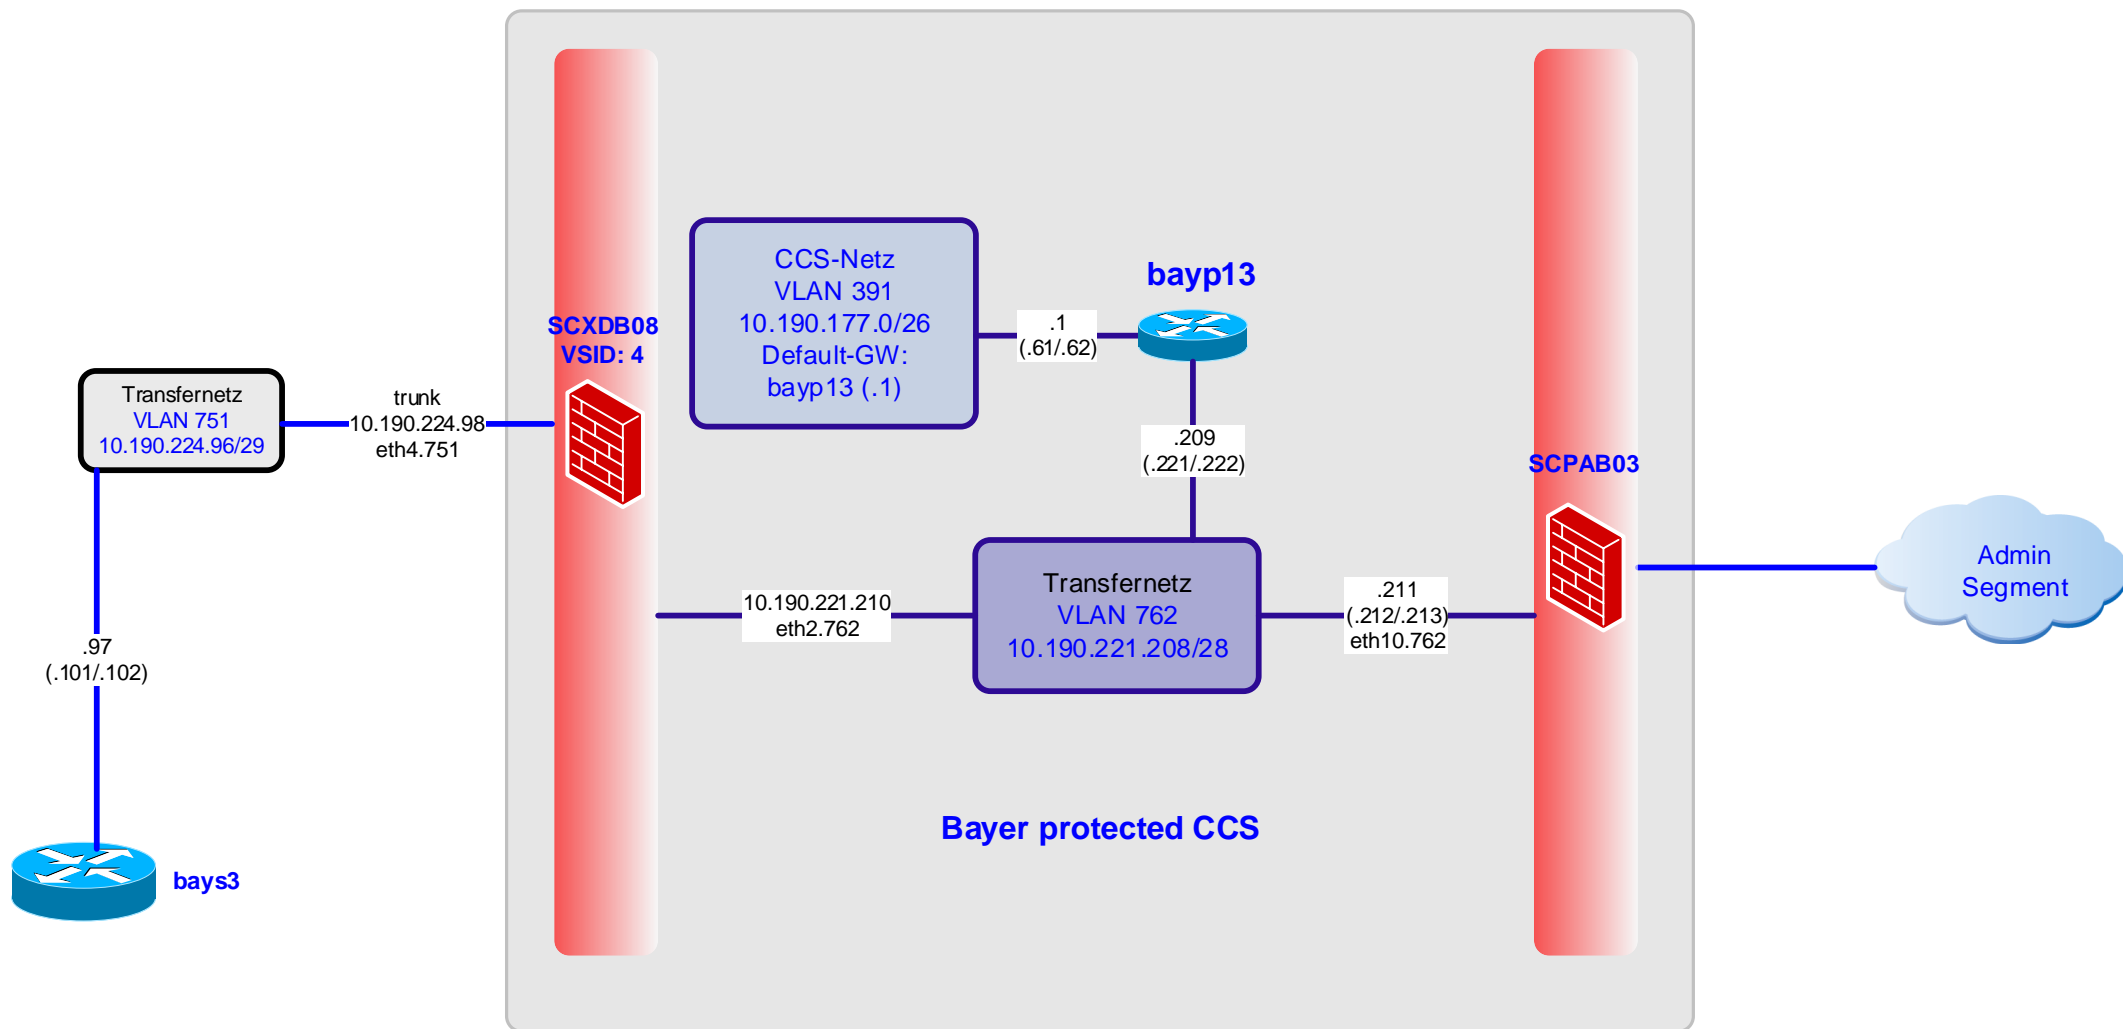 CCS-Netz
VLAN 391
10.190.177.0/26
Default-GW:
bayp13 (.1)
bayp13
.1
(.61/.62)
SCXDB08
VSID: 4
Transfernetz
VLAN 751
10.190.224.96/29
trunk
10.190.224.98
eth4.751
.209
(.221/.222)
SCPAB03
Admin
Segment
10.190.221.210
eth2.762
Transfernetz
VLAN 762
10.190.221.208/28
.211
(.212/.213)
eth10.762
.97
(.101/.102)
Bayer protected CCS
bays3